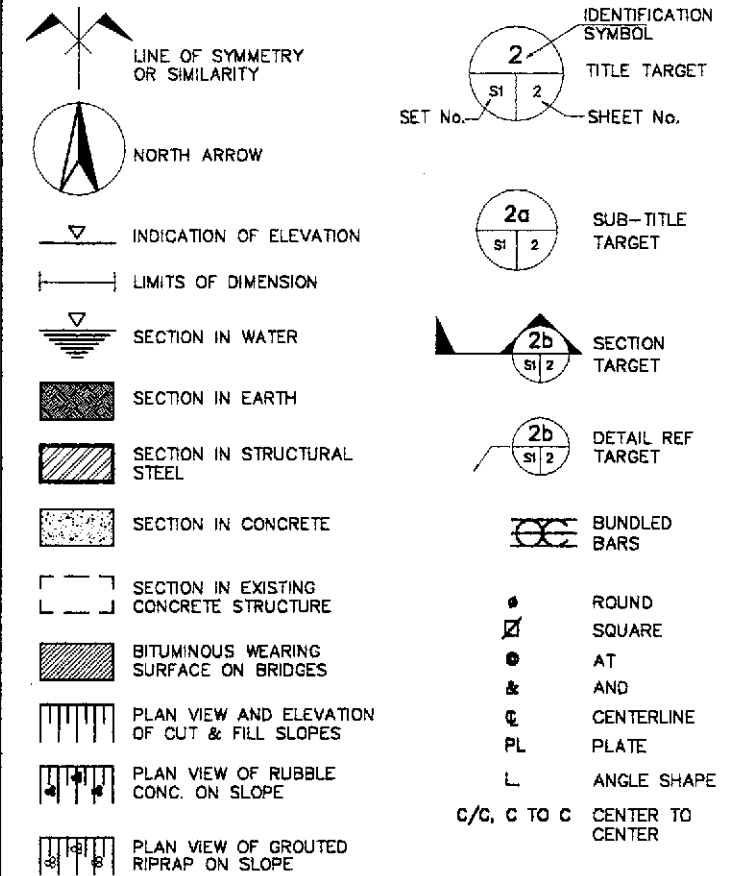 LINE OF SYMMETRY
OR SIMILARITY
NORTH ARROW
INDICATION OF ELEVATION
LIMITS OF DIMENSION
SECTION IN WATER
SECTION IN EARTH
SECTION IN STRUCTURAL
STEEL
SECTION IN CONCRETE
SECTION IN EXISTING
CONCRETE STRUCTURE
BITUMINOUS WEARING
SURFACE ON BRIDGES
PLAN VIEW AND ELEVATION
OF CUT & FILL SLOPES
PLAN VIEW OF RUBBLE
CONC. ON SLOPE
PLAN VIEW OF GROUTED
RIPRAP ON SLOPE
IDENTIFICATION
SYMBOL
2
TITLE TARGET
S1 2
SET No. SHEET No.
2a
S1 2
SUB-TITLE
TARGET
2b
S1 2
SECTION
TARGET
2b
S1 2
DETAIL REF
TARGET
BUNDLED
BARS
ROUND
SQUARE
@ AT
& AND
℄ CENTERLINE
PL PLATE
L ANGLE SHAPE
C/C, C TO C CENTER TO
CENTER